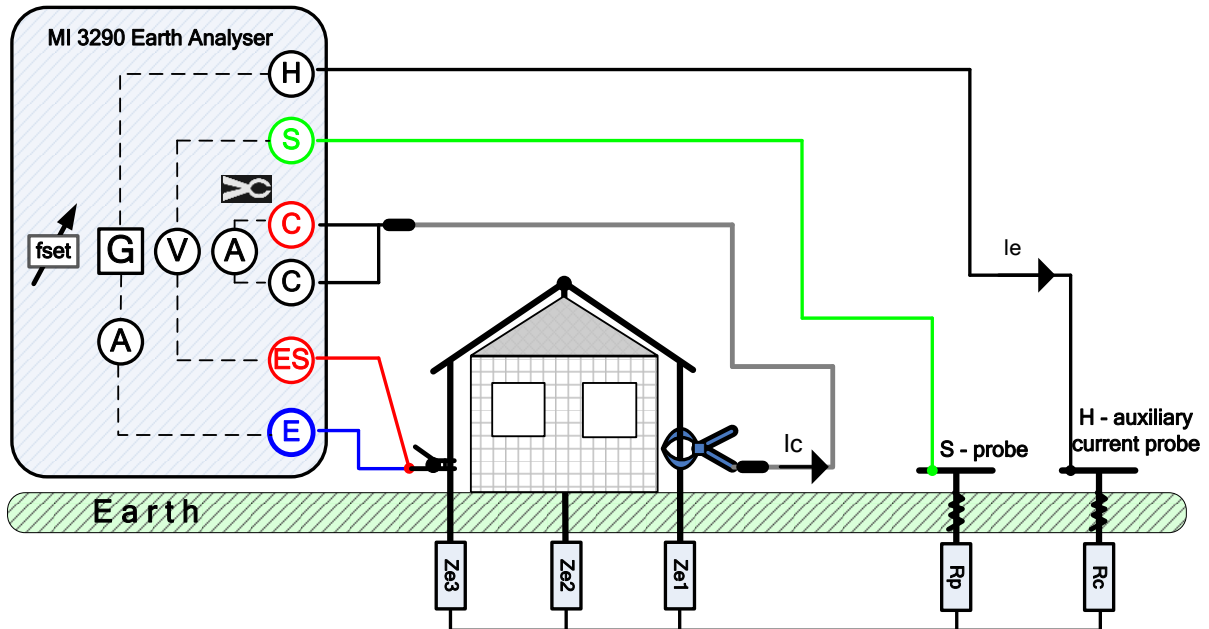 MI 3290 Earth Analyser
H
S
C
fset
G
V
A
C
A
ES
E
Ie
Ic
H - auxiliary
current probe
S - probe
Earth
Ze3
Ze2
Ze1
Rp
Rc